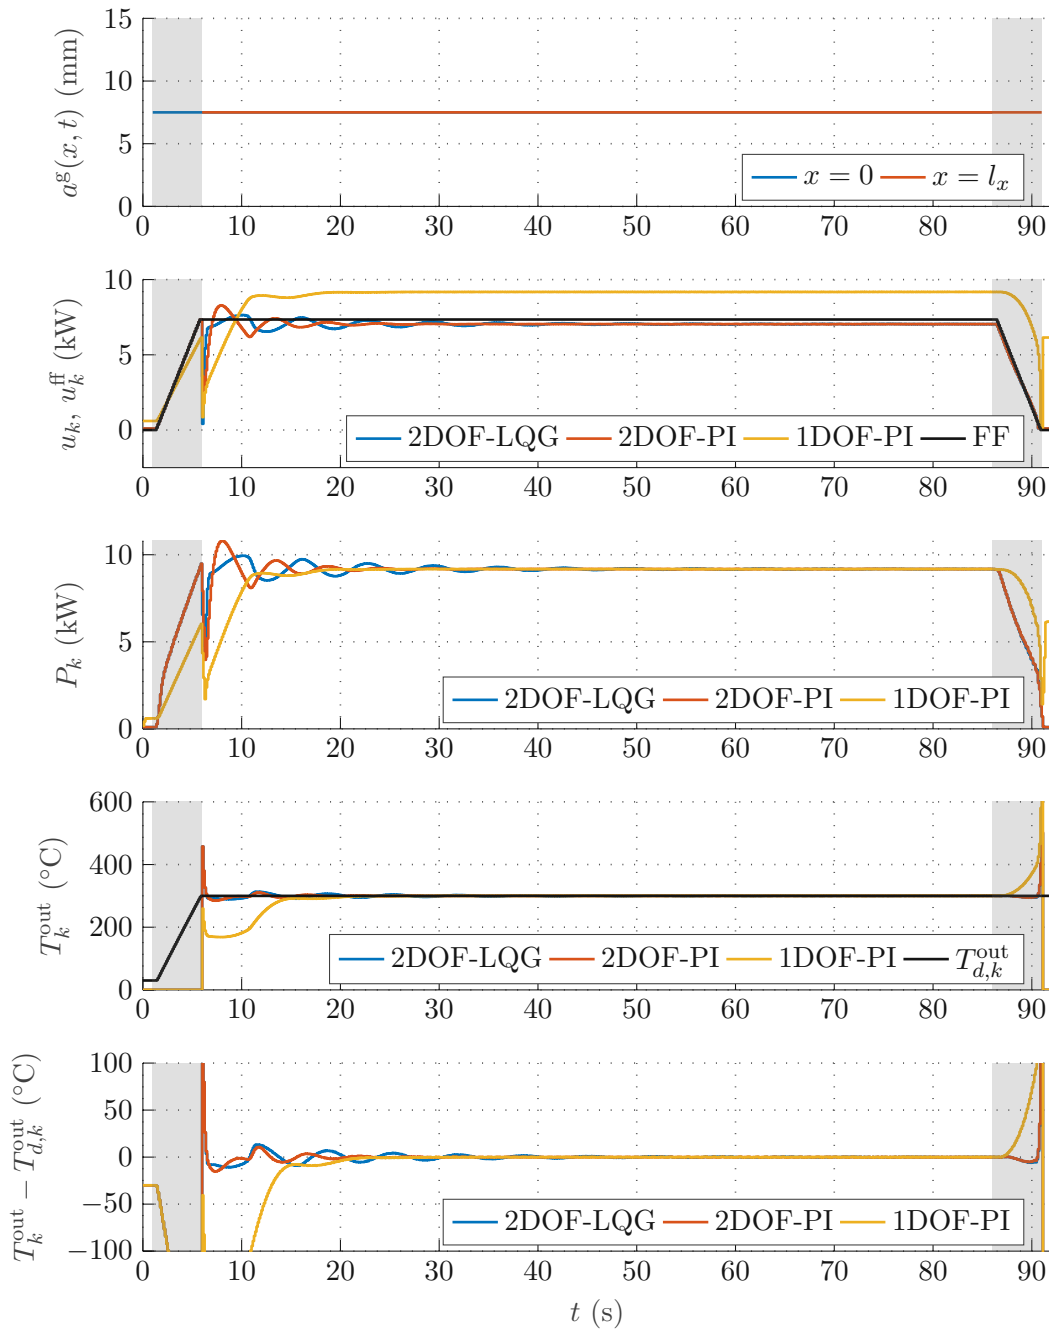 a^g(x, t) (mm)
15
10
5
0
x = 0 x = l_x
0 10 20 30 40 50 60 70 80 90
u_k, u_k^ff (kW)
10
5
0
2DOF-LQG 2DOF-PI 1DOF-PI FF
0 10 20 30 40 50 60 70 80 90
P_k (kW)
10
5
0
2DOF-LQG 2DOF-PI 1DOF-PI
0 10 20 30 40 50 60 70 80 90
T_k^out (°C)
600
400
200
0
2DOF-LQG 2DOF-PI 1DOF-PI T_{d,k}^out
0 10 20 30 40 50 60 70 80 90
T_k^out − T_{d,k}^out (°C)
100
50
0
−50
−100
2DOF-LQG 2DOF-PI 1DOF-PI
0 10 20 30 40 50 60 70 80 90
t (s)